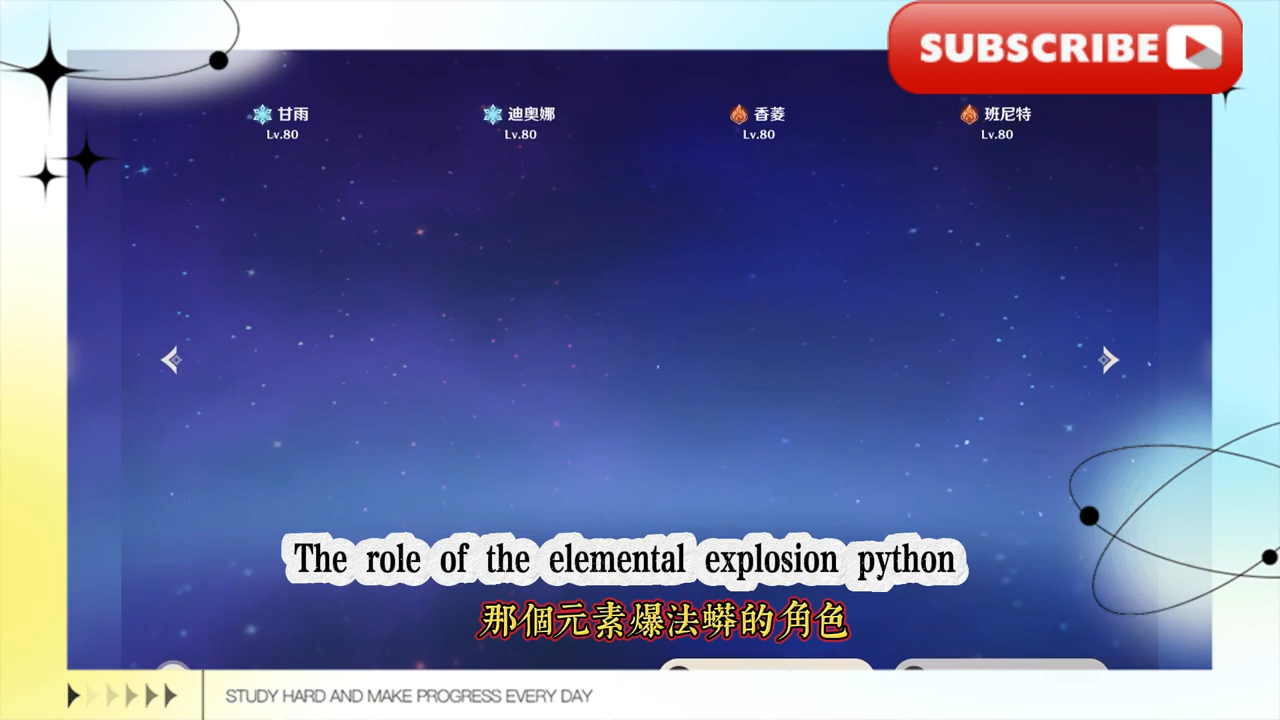 SUBSCRIBE
甘雨
Lv.80
迪奧娜
Lv.80
香菱
Lv.80
班尼特
Lv.80
The role of the elemental explosion python
那個元素爆法蟒的角色
STUDY HARD AND MAKE PROGRESS EVERY DAY